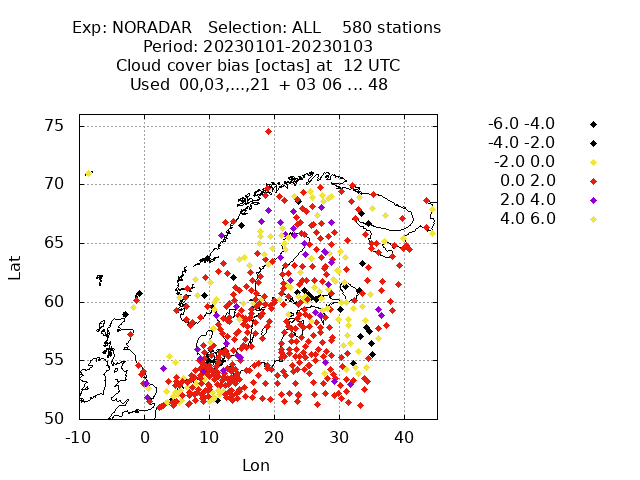 Exp: NORADAR Selection: ALL 580 stations
Period: 20230101-20230103
Cloud cover bias [octas] at 12 UTC
Used 00,03,...,21 + 03 06 ... 48
-6.0 -4.0
-4.0 -2.0
-2.0 0.0
0.0 2.0
2.0 4.0
4.0 6.0
75
70
65
60
55
50
Lat
-10 0 10 20 30 40
Lon